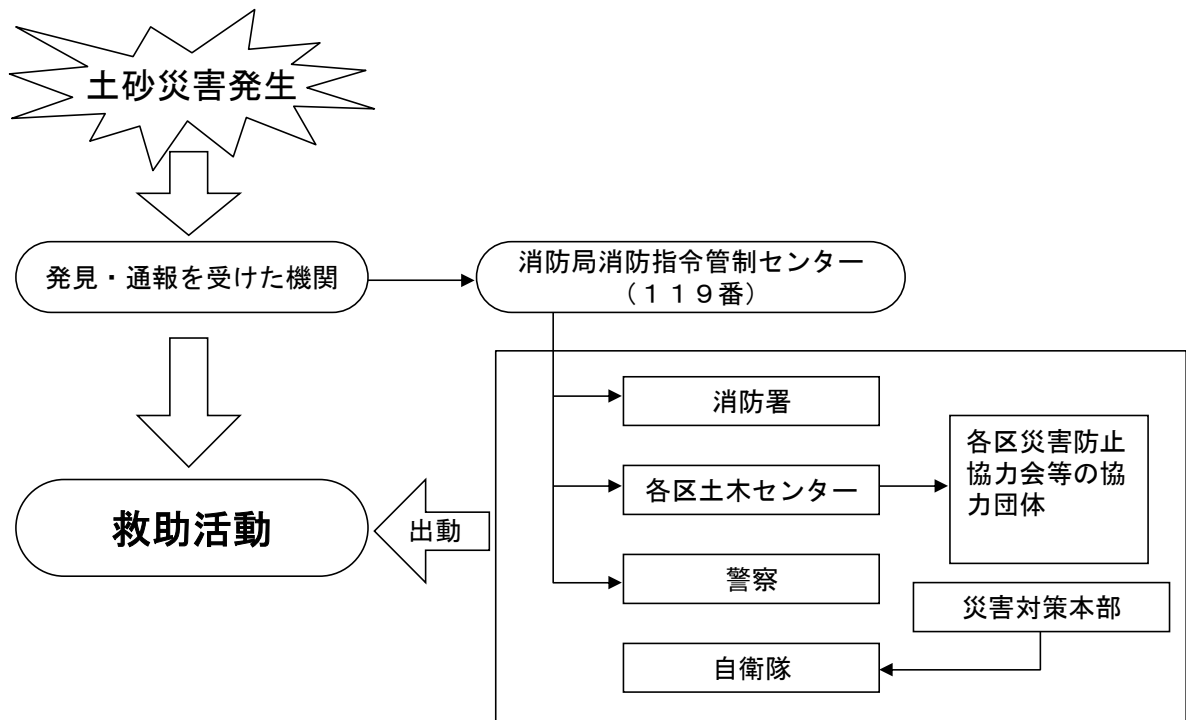 土砂災害発生
発見・通報を受けた機関
消防局消防指令管制センター
（１１９番）
消防署
各区土木センター
各区災害防止
協力会等の協
力団体
救助活動
出動
警察
災害対策本部
自衛隊